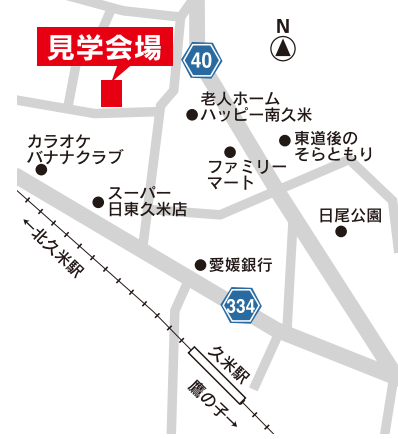 N
見学会場
40
老人ホーム
ハッピー南久米
カラオケ
バナナクラブ
東道後の
そらともり
ファミリー
マート
スーパー
日東久米店
日尾公園
←北久米駅
愛媛銀行
334
久米駅
鷹の子→